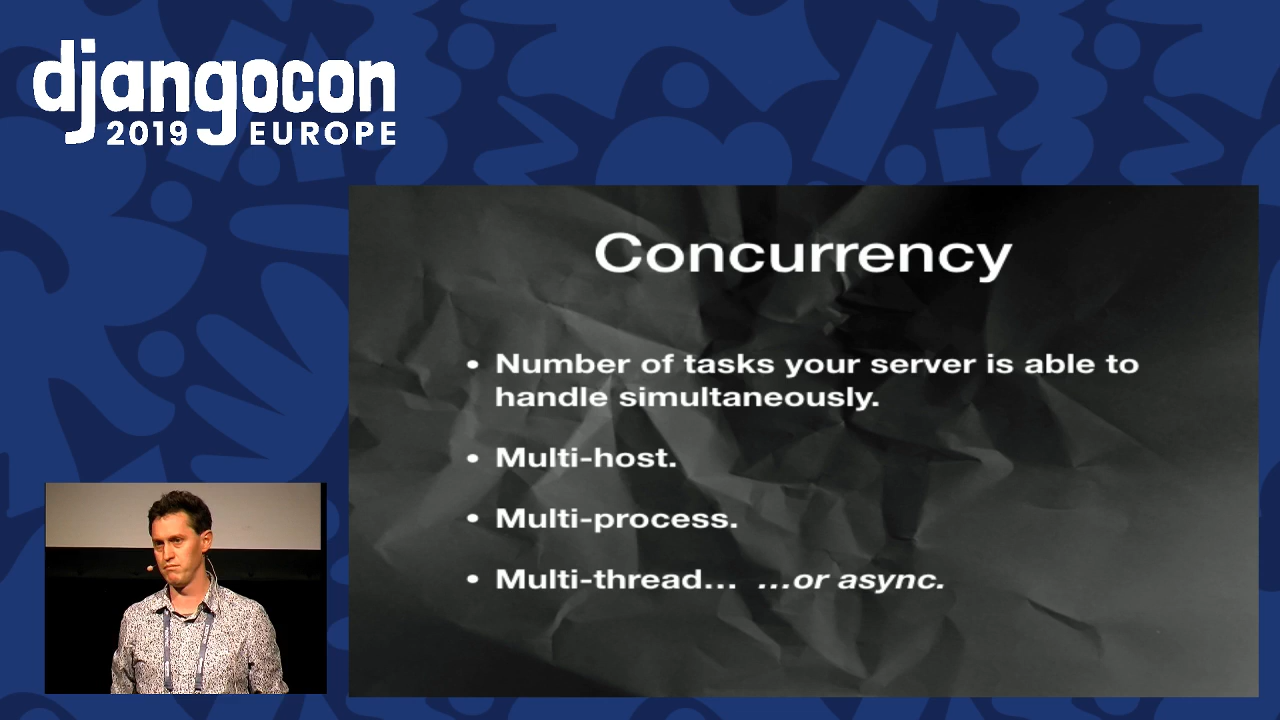 djangocon
2019 EUROPE
Concurrency
• Number of tasks your server is able to
handle simultaneously.
• Multi-host.
• Multi-process.
• Multi-thread... ...or async.